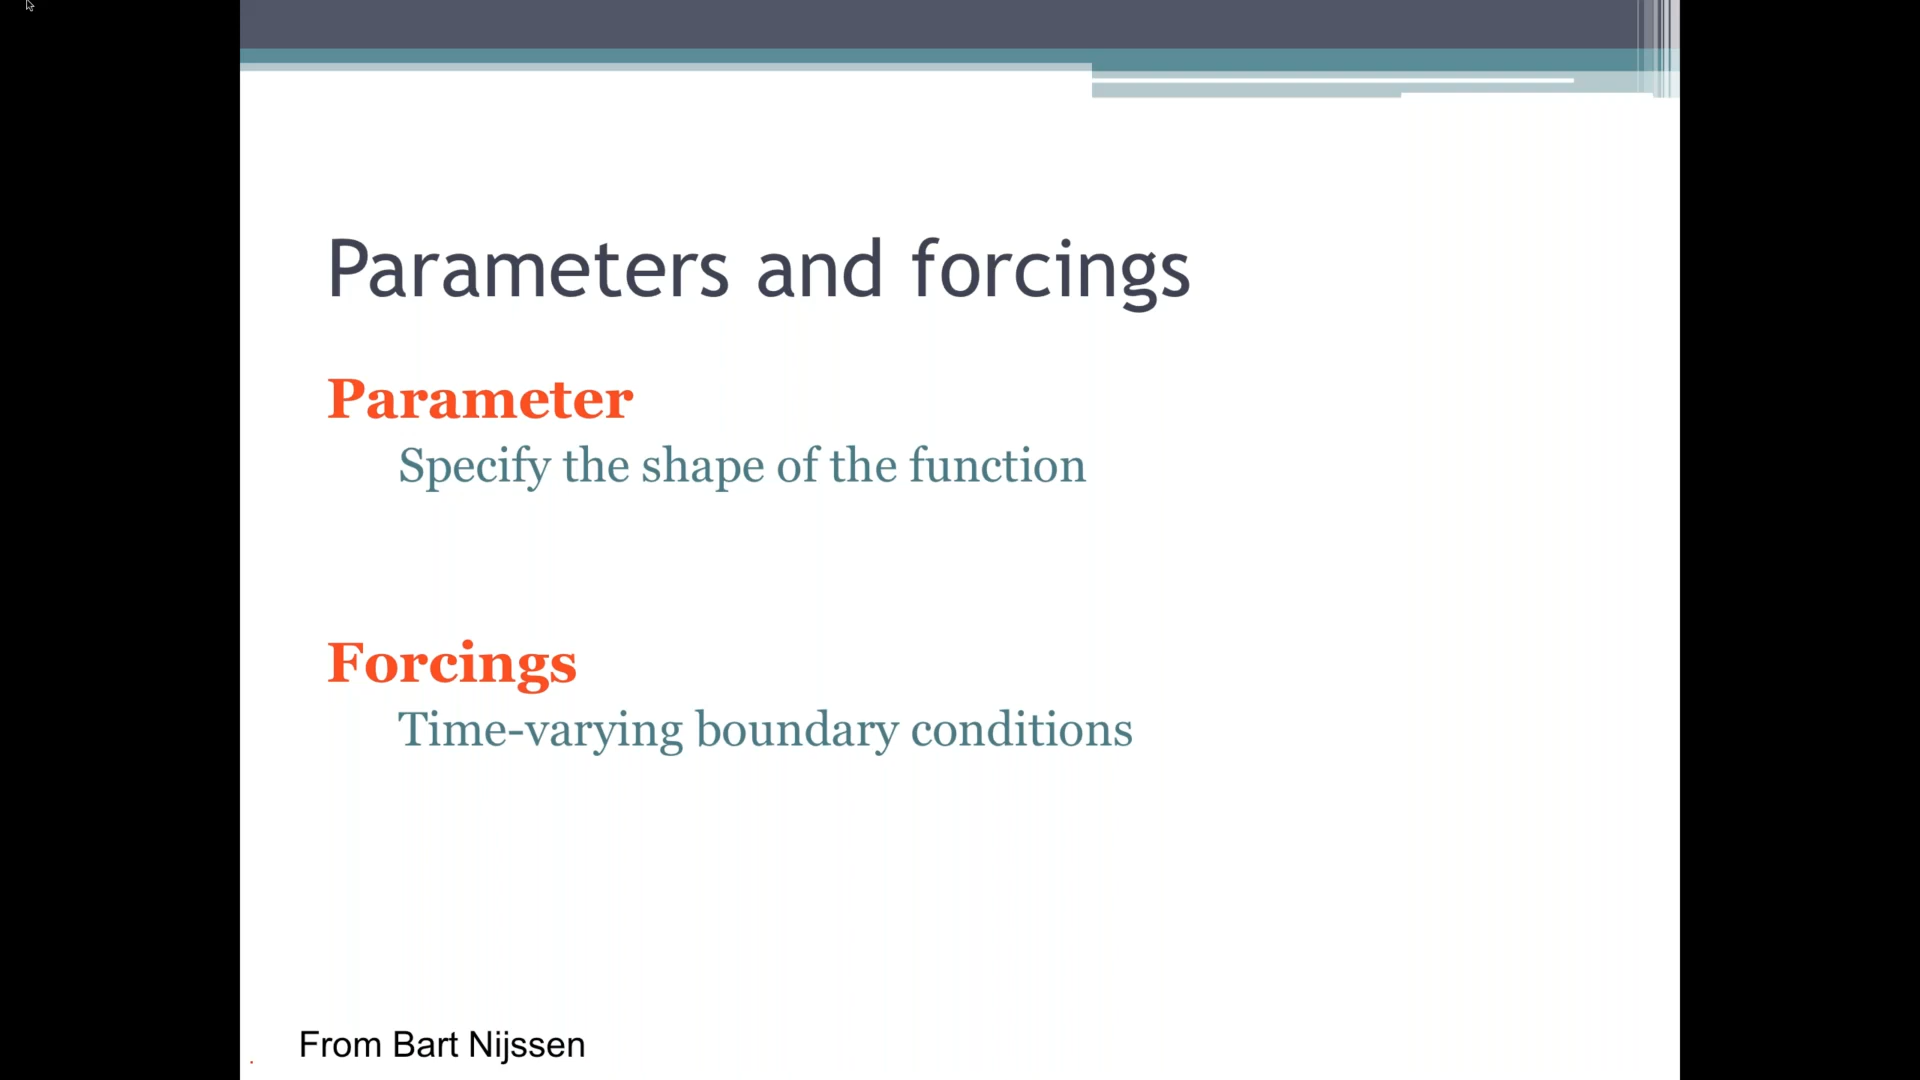 Parameters and forcings
Parameter
Specify the shape of the function
Forcings
Time-varying boundary conditions
From Bart Nijssen